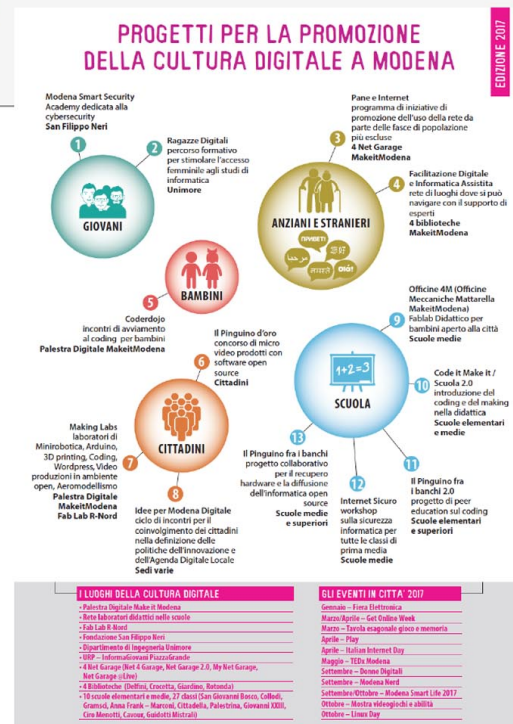 PROGETTI PER LA PROMOZIONE
DELLA CULTURA DIGITALE A MODENA
EDIZIONE 2017
Modena Smart Security
Academy dedicata alla
cybersecurity
San Filippo Neri
1
2
Ragazze Digitali
percorso formativo
per stimolare l'accesso
femminile agli studi di
informatica
Unimore
GIOVANI
Pane e Internet
programma di iniziative di
promozione dell'uso della rete da
parte delle fasce di popolazione
più escluse
4 Net Garage
MakeitModena
3
4
Facilitazione Digitale
e Informatica Assistita
rete di luoghi dove si può
navigare con il supporto di
esperti
4 biblioteche
MakeitModena
ANZIANI E STRANIERI
ПРИВЕТ!
你好
مرحبا
नमस्ते
Olá!
BAMBINI
5
Coderdojo
incontri di avviamento
al coding per bambini
Palestra Digitale MakeitModena
6
Il Pinguino d'oro
concorso di micro
video prodotti con
software open
source
Cittadini
CITTADINI
7
Making Labs
laboratori di
Minirobotica, Arduino,
3D printing, Coding,
Wordpress, Video
produzioni in ambiente
open, Aeromodellismo
Palestra Digitale
MakeitModena
Fab Lab R-Nord
8
Idee per Modena Digitale
ciclo di incontri per il
coinvolgimento dei cittadini
nella definizione delle
politiche dell'innovazione e
dell'Agenda Digitale Locale
Sedi varie
Officine 4M (Officine
Meccaniche Mattarella
MakeitModena)
Fablab Didattico per
bambini aperto alla città
Scuole medie
9
1+2=3
SCUOLA
10
Code it Make it /
Scuola 2.0
introduzione del
coding e del making
nella didattica
Scuole elementari
e medie
11
Il Pinguino fra
i banchi 2.0
progetto di peer
education sul coding
Scuole elementari
e superiori
12
Internet Sicuro
workshop
sulla sicurezza
informatica per
tutte le classi di
prima media
Scuole medie
13
Il Pinguino fra i banchi
progetto collaborativo
per il recupero
hardware e la diffusione
dell'informatica open
source
Scuole medie
e superiori
I LUOGHI DELLA CULTURA DIGITALE
• Palestra Digitale Make it Modena
• Rete laboratori didattici nelle scuole
• Fab Lab R-Nord
• Fondazione San Filippo Neri
• Dipartimento di Ingegneria Unimore
• URP – InformaGiovani PiazzaGrande
• 4 Net Garage (Net 4 Garage, Net Garage 2.0, My Net Garage,
Net Garage @Live)
• 4 Biblioteche (Delfini, Crocetta, Giardino, Rotonda)
• 10 scuole elementari e medie, 27 classi (San Giovanni Bosco, Collodi,
Gramsci, Anna Frank – Marconi, Cittadella, Palestrina, Giovanni XXIII,
Ciro Menotti, Cavour, Guidotti Mistrali)
GLI EVENTI IN CITTA' 2017
Gennaio – Fiera Elettronica
Marzo/Aprile – Get Online Week
Marzo – Tavola esagonale gioco e memoria
Aprile – Play
Aprile – Italian Internet Day
Maggio – TEDx Modena
Settembre – Donne Digitali
Settembre – Modena Nerd
Settembre/Ottobre – Modena Smart Life 2017
Ottobre – Mostra videogiochi e abilità
Ottobre – Linux Day